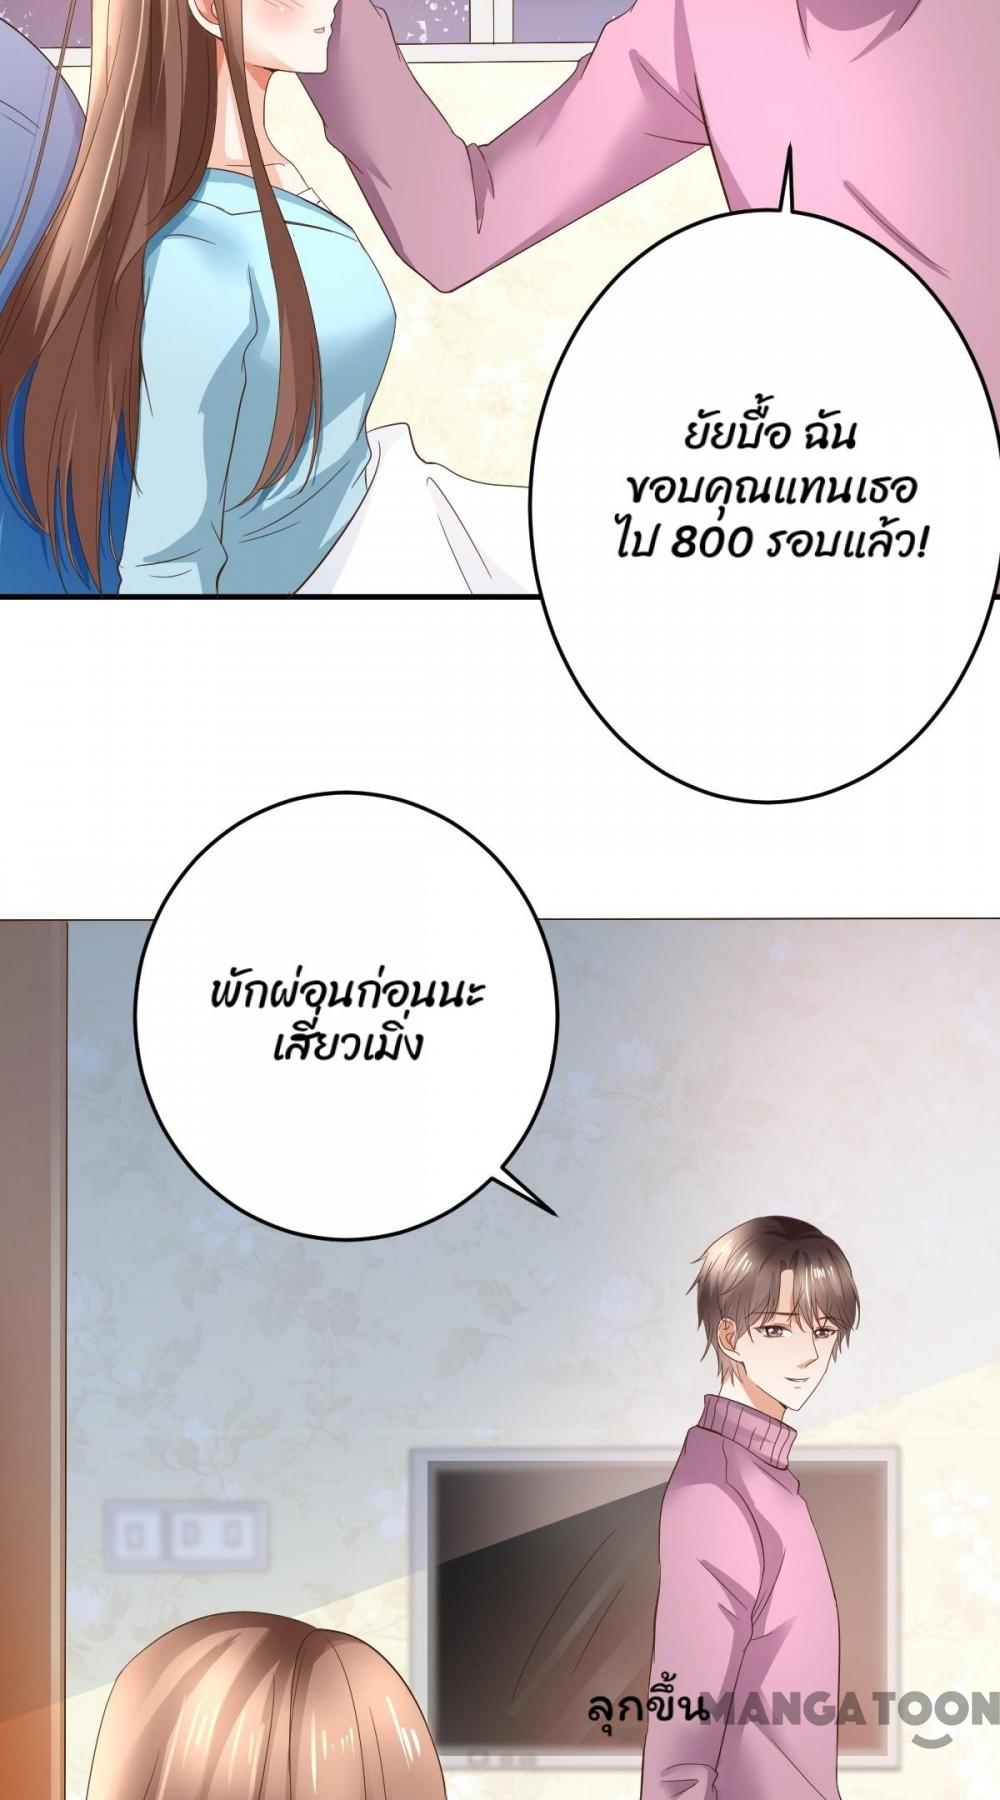 ยัยบื้อ ฉัน
ขอบคุณแทนเธอ
ไป 800 รอบแล้ว!
พักผ่อนก่อนนะ
เสี่ยวเมิ่ง
ลุกขึ้น
MANGATOON